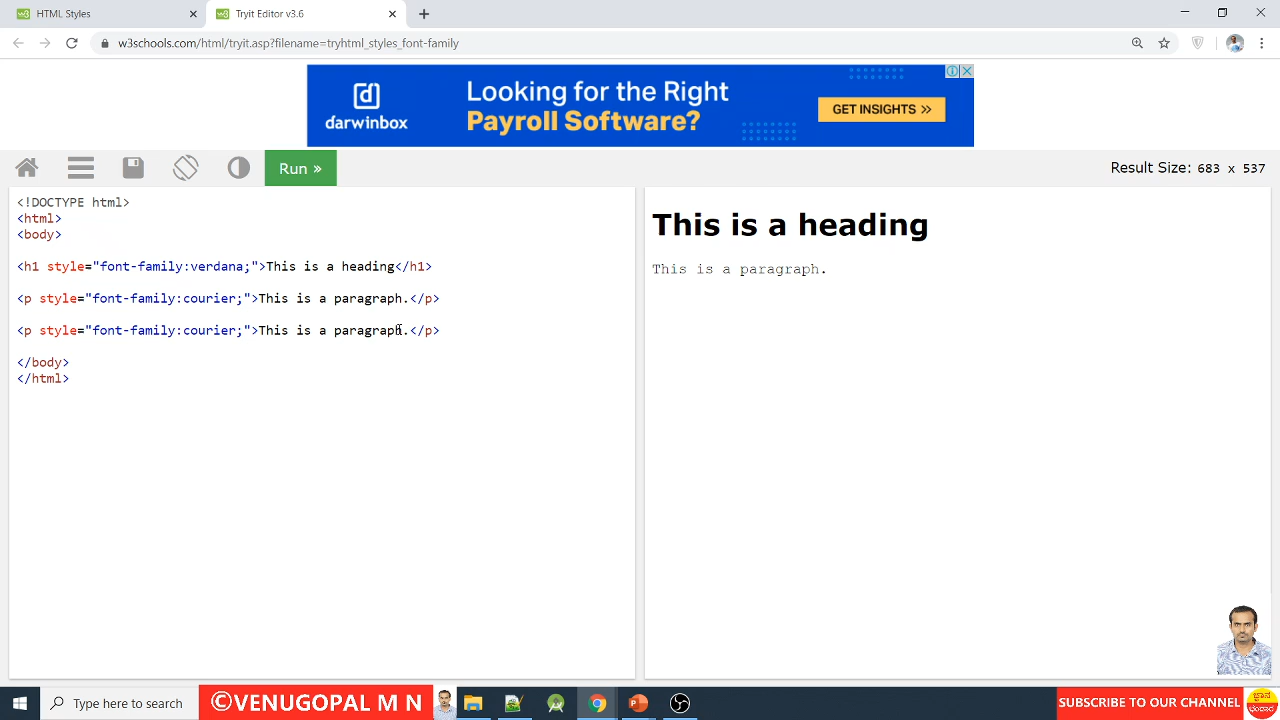 HTML Styles
Tryit Editor v3.6
w3schools.com/html/tryit.asp?filename=tryhtml_styles_font-family
darwinbox
Looking for the Right
Payroll Software?
GET INSIGHTS »
Run »
Result Size: 683 x 537
<!DOCTYPE html>
<html>
<body>
<h1 style="font-family:verdana;">This is a heading</h1>
<p style="font-family:courier;">This is a paragraph.</p>
<p style="font-family:courier;">This is a paragraph.</p>
</body>
</html>
This is a heading
This is a paragraph.
Type here to search
©VENUGOPAL M N
SUBSCRIBE TO OUR CHANNEL
ಜ್ಞಾನ